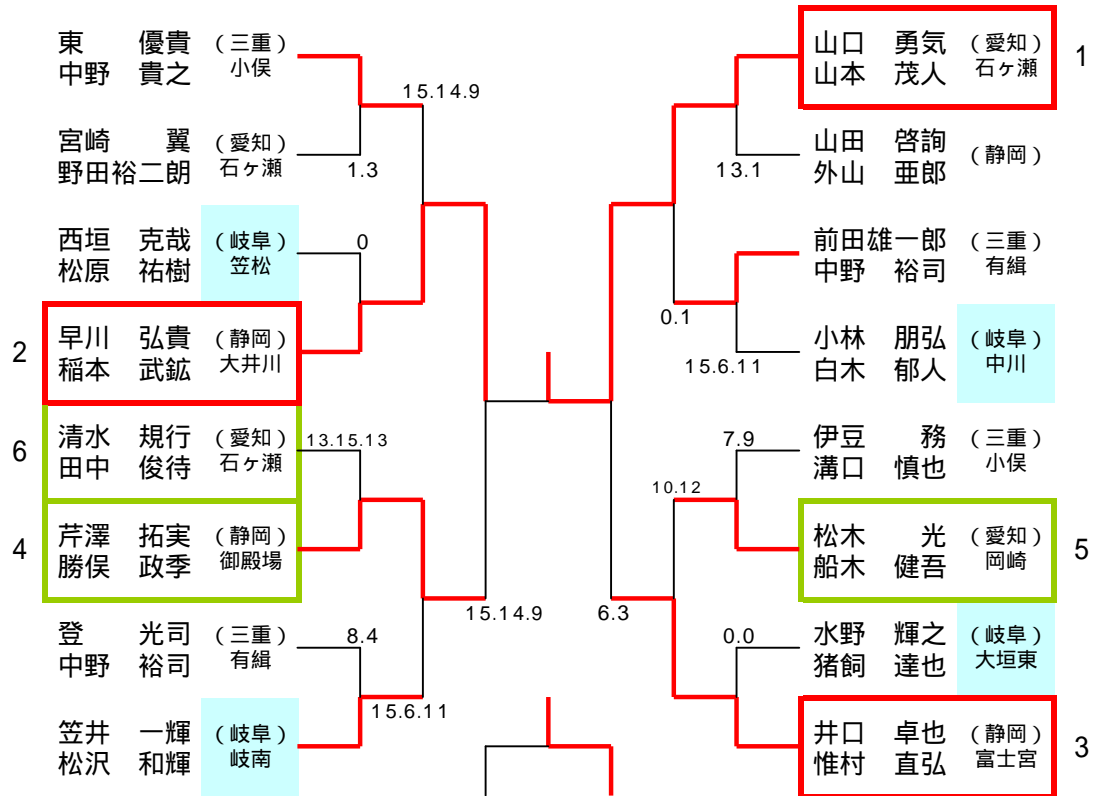 東　優貴 (三重)
中野　貴之 小俣
15.14.9
宮崎　翼 (愛知)
野田裕二朗 石ヶ瀬
1.3
西垣　克哉 (岐阜)
松原　祐樹 笠松
0
2
早川　弘貴 (静岡)
稲本　武鉱 大井川
6
清水　規行 (愛知)
田中　俊待 石ヶ瀬
13.15.13
4
芹澤　拓実 (静岡)
勝俣　政季 御殿場
15.14.9
登　光司 (三重)
中野　裕司 有緝
8.4
笠井　一輝 (岐阜)
松沢　和輝 岐南
15.6.11
山口　勇気 (愛知)
山本　茂人 石ヶ瀬
1
山田　啓詢 (静岡)
外山　亜郎
13.1
前田雄一郎 (三重)
中野　裕司 有緝
0.1
小林　朋弘 (岐阜)
白木　郁人 中川
15.6.11
伊豆　務 (三重)
溝口　慎也 小俣
7.9
10.12
松木　光 (愛知)
船木　健吾 岡崎
5
6.3
水野　輝之 (岐阜)
猪飼　達也 大垣東
0.0
井口　卓也 (静岡)
惟村　直弘 富士宮
3